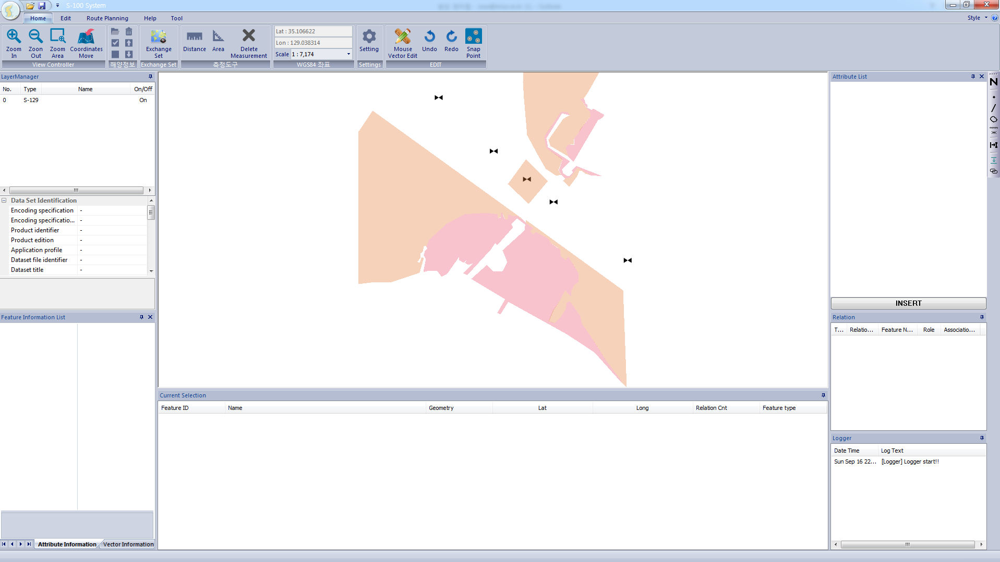 S-100 System
Home Edit Route Planning Help Tool
Style
Zoom In
Zoon Out
Zoom Area
Coordinates Move
View Controller
해양정보
Exchange Set
Exchange Set
Distance
Area
Delete Measurement
측정도구
Lat : 35.106622
Lon : 129.038314
Scale 1 : 7,174
WGS84 좌표
Setting
Settings
Mouse Vector Edit
Undo
Redo
Snap Point
EDIT
LayerManager
No. Type Name On/Off
0 S-129 On
Data Set Identification
Encoding specification -
Encoding specificatio... -
Product identifier -
Product edition -
Application profile -
Dataset file identifier -
Dataset title -
Feature Information List
Attribute Information Vector Information
Current Selection
Feature ID Name Geometry Lat Long Relation Cnt Feature type
Attribute List
N
INSERT
Relation
T... Relatio... Feature N... Role Associatio...
Logger
Date Time Log Text
Sun Sep 16 22... [Logger] Logger start!!